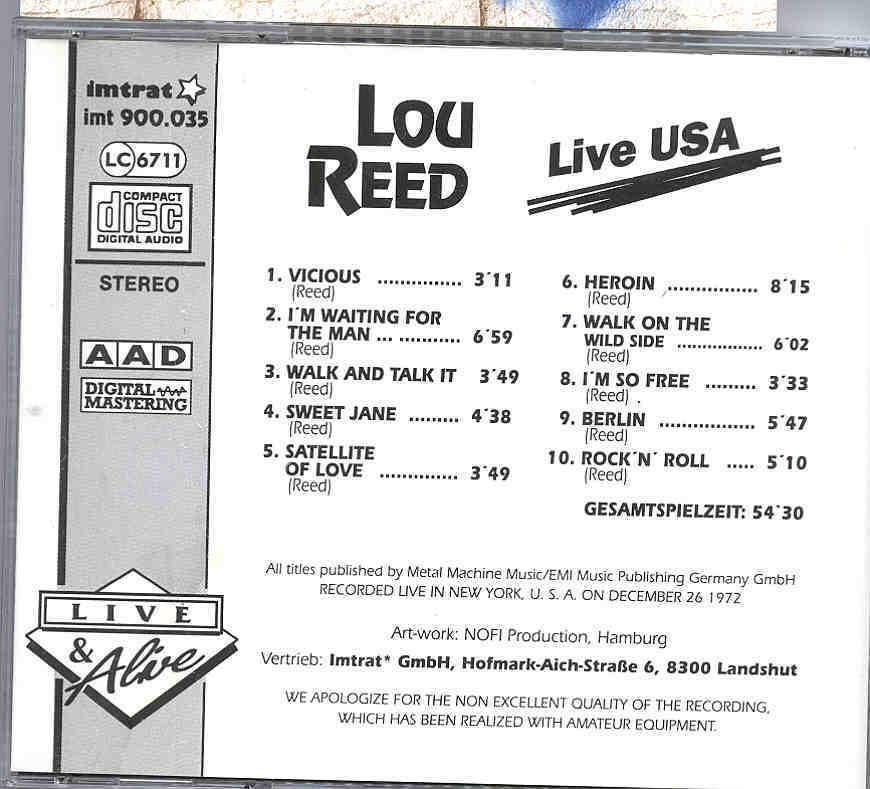 imtrat
imt 900.035
LC 6711
COMPACT
disc
DIGITAL AUDIO
STEREO
AAD
DIGITAL
MASTERING
LIVE
& Alive
LOU
REED
Live USA
1. VICIOUS ............... 3´11
(Reed)
2. I´M WAITING FOR
THE MAN ... ........... 6´59
(Reed)
3. WALK AND TALK IT 3´49
(Reed)
4. SWEET JANE ......... 4´38
(Reed)
5. SATELLITE
OF LOVE .............. 3´49
(Reed)
6. HEROIN ................ 8´15
(Reed)
7. WALK ON THE
WILD SIDE ................. 6´02
(Reed)
8. I´M SO FREE ......... 3´33
(Reed)
9. BERLIN ................. 5´47
(Reed)
10. ROCK´N´ ROLL ..... 5´10
(Reed)
GESAMTSPIELZEIT: 54´30
All titles published by Metal Machine Music/EMI Music Publishing Germany GmbH
RECORDED LIVE IN NEW YORK, U. S. A. ON DECEMBER 26 1972
Art-work: NOFI Production, Hamburg
Vertrieb: Imtrat* GmbH, Hofmark-Aich-Straße 6, 8300 Landshut
WE APOLOGIZE FOR THE NON EXCELLENT QUALITY OF THE RECORDING,
WHICH HAS BEEN REALIZED WITH AMATEUR EQUIPMENT.